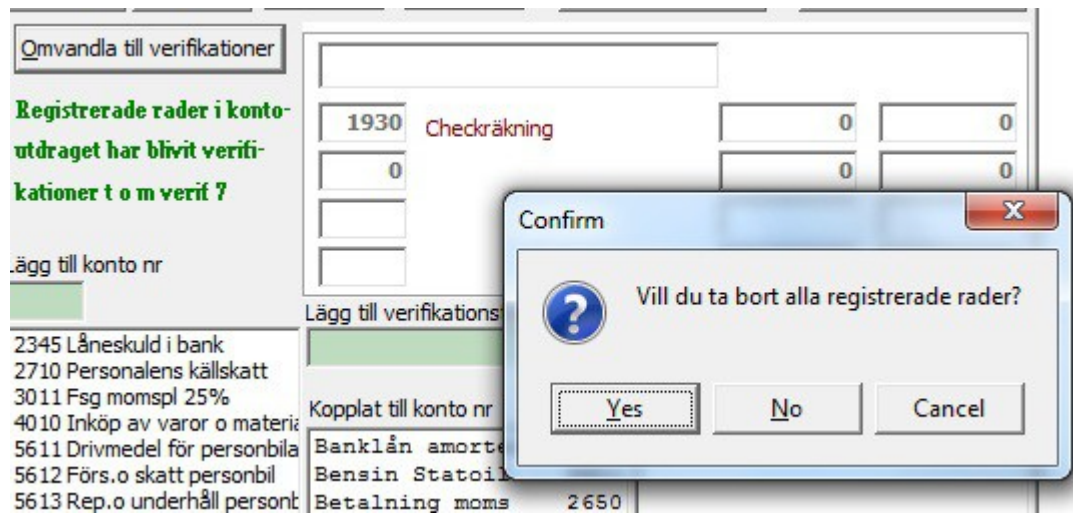 Omvandla till verifikationer
Registrerade rader i konto-
utdraget har blivit verifi-
kationer t o m verif 7
1930 Checkräkning 0 0
0 0 0
Lägg till konto nr
2345 Låneskuld i bank
2710 Personalens källskatt
3011 Fsg momspl 25%
4010 Inköp av varor o materia
5611 Drivmedel för personbila
5612 Förs.o skatt personbil
5613 Rep.o underhåll personb
Lägg till verifikations
Kopplat till konto nr
Banklån amorte
Bensin Statoil
Betalning moms 2650
Confirm
X
Vill du ta bort alla registrerade rader?
Yes No Cancel